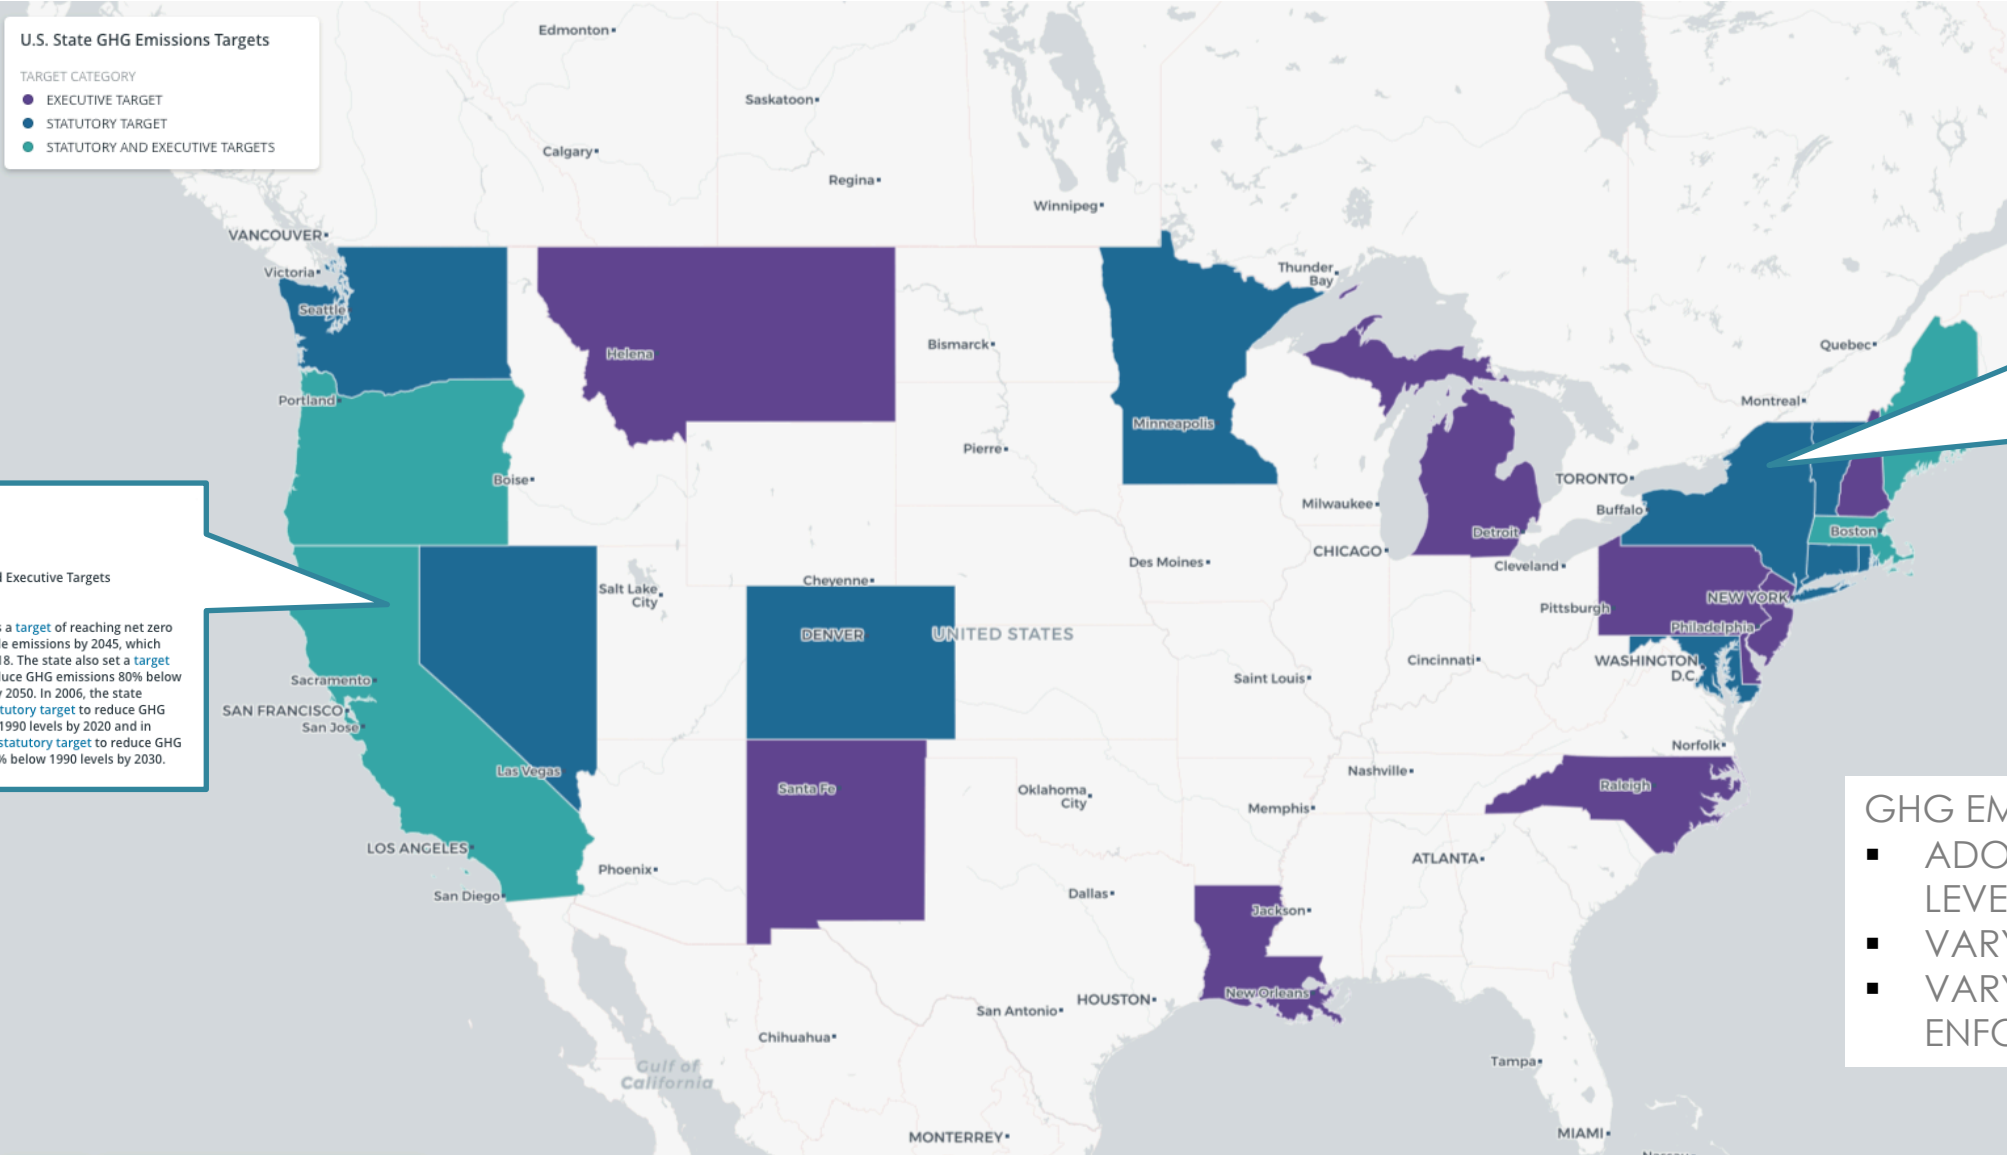 U.S. State GHG Emissions Targets
TARGET CATEGORY
EXECUTIVE TARGET
STATUTORY TARGET
STATUTORY AND EXECUTIVE TARGETS
Edmonton
Saskatoon
Calgary
Regina
Winnipeg
VANCOUVER
Victoria
Seattle
Thunder
Bay
Helena
Bismarck
Quebec
Portland
Montreal
Minneapolis
Pierre
Boise
TORONTO
Milwaukee
Buffalo
Detroit
Boston
CHICAGO
Des Moines
Cleveland
Executive Targets
Cheyenne
Salt Lake
City
NEW YORK
Pittsburgh
Philadelphia
DENVER
UNITED STATES
a target of reaching net zero
e emissions by 2045, which
18. The state also set a target
duce GHG emissions 80% below
y 2050. In 2006, the state
tutory target to reduce GHG
1990 levels by 2020 and in
statutory target to reduce GHG
% below 1990 levels by 2030.
Cincinnati
WASHINGTON
D.C.
Saint Louis
Sacramento
SAN FRANCISCO
San Jose
Norfolk
Las Vegas
Nashville
Santa Fe
Oklahoma
City
Memphis
Raleigh
LOS ANGELES
Phoenix
ATLANTA
San Diego
Dallas
Jackson
GHG EM
▪ ADO
LEVE
▪ VARY
▪ VARY
ENFO
New Orleans
HOUSTON
San Antonio
Chihuahua
Gulf of
California
Tampa
MONTERREY
MIAMI